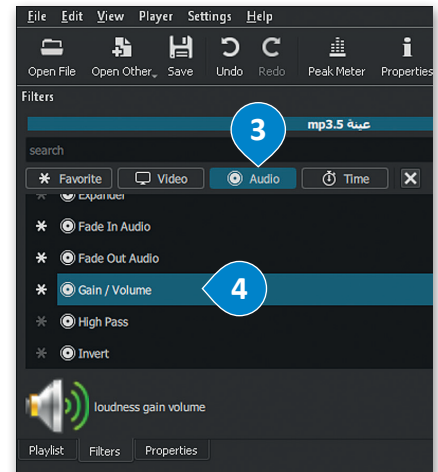 File Edit View Player Settings Help
Open File Open Other Save Undo Redo Peak Meter Properties
Filters
3
عينة 5.mp3
search
Favorite Video Audio Time
Expander
Fade In Audio
Fade Out Audio
Gain / Volume
4
High Pass
Invert
loudness gain volume
Playlist Filters Properties